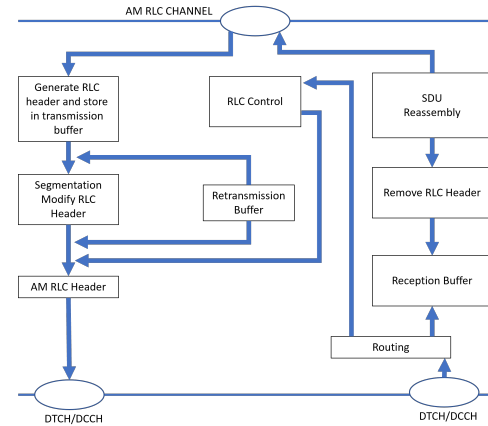 AM RLC CHANNEL
Generate RLC
header and store
in transmission
buffer
RLC Control
SDU
Reassembly
Segmentation
Modify RLC
Header
Retransmission
Buffer
Remove RLC Header
AM RLC Header
Reception Buffer
Routing
DTCH/DCCH
DTCH/DCCH